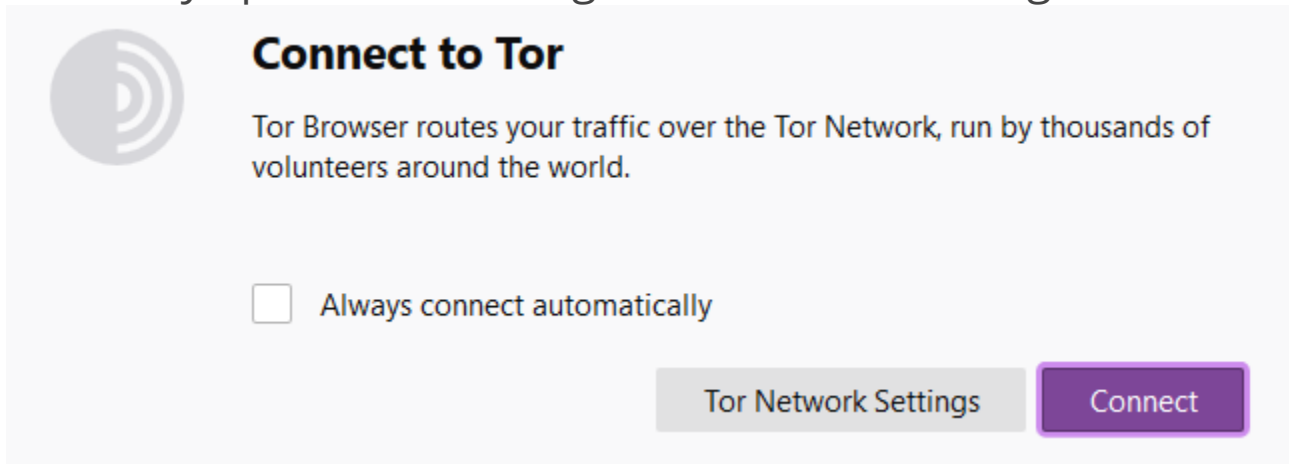 Connect to Tor
Tor Browser routes your traffic over the Tor Network, run by thousands of
volunteers around the world.
Always connect automatically
Tor Network Settings
Connect